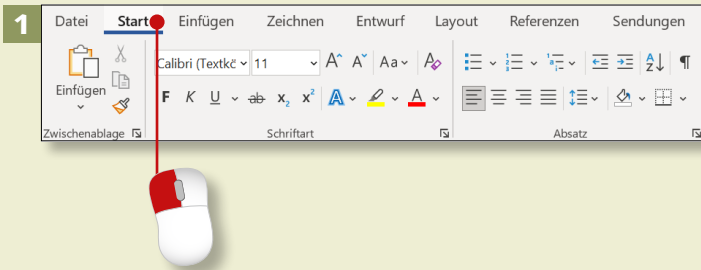 1
Datei Start Einfügen Zeichnen Entwurf Layout Referenzen Sendungen
Calibri (Textkö 11 A A Aa A
Einfügen
F K U ab x₂ x² A A
Zwischenablage Schriftart Absatz